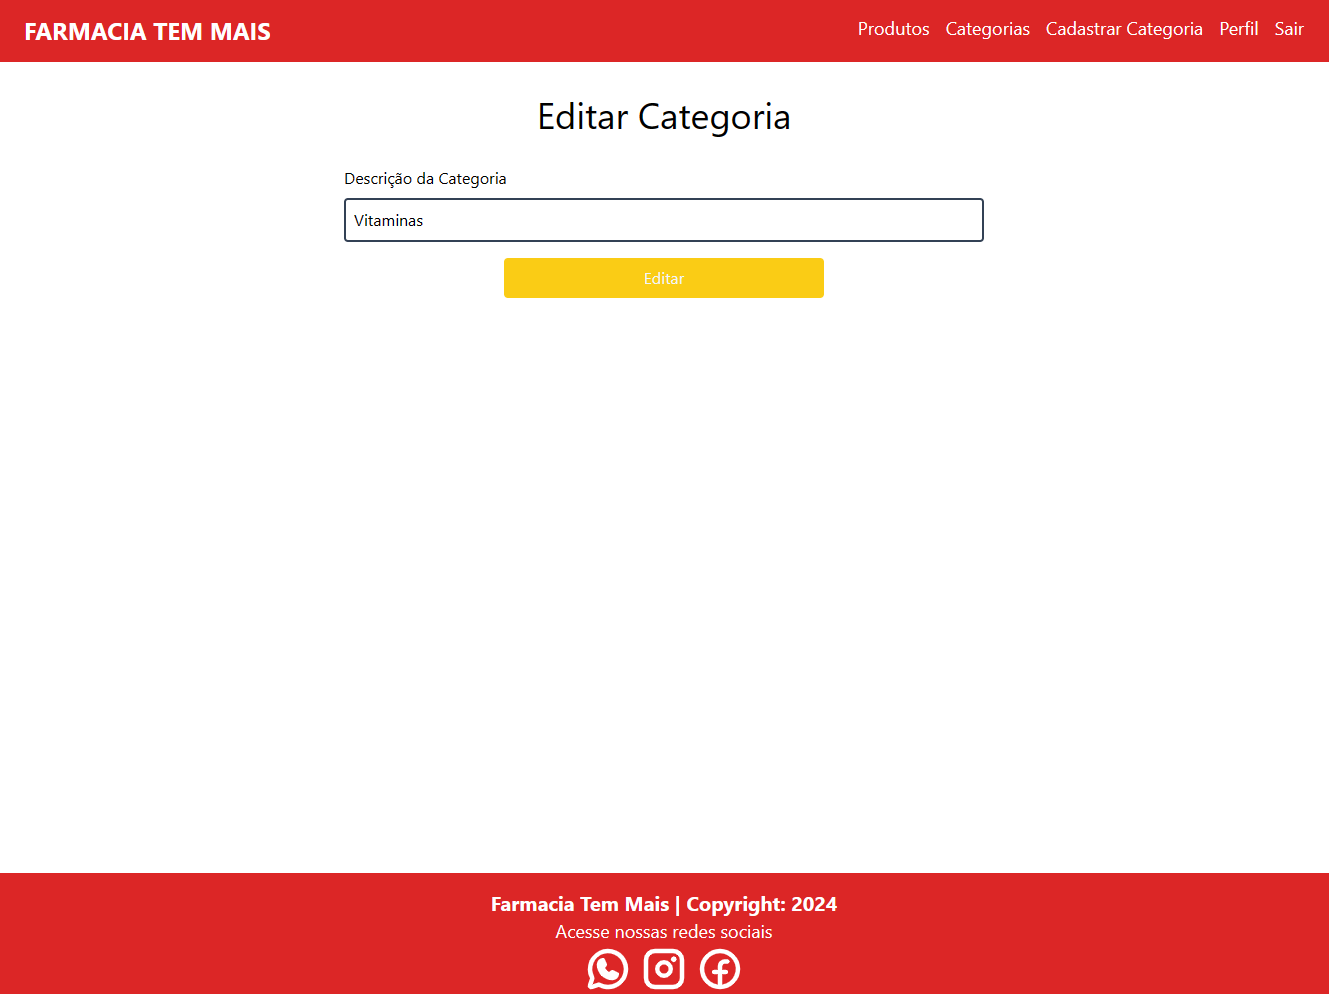 FARMACIA TEM MAIS
Produtos Categorias Cadastrar Categoria Perfil Sair
Editar Categoria
Descrição da Categoria
Vitaminas
Editar
Farmacia Tem Mais | Copyright: 2024
Acesse nossas redes sociais